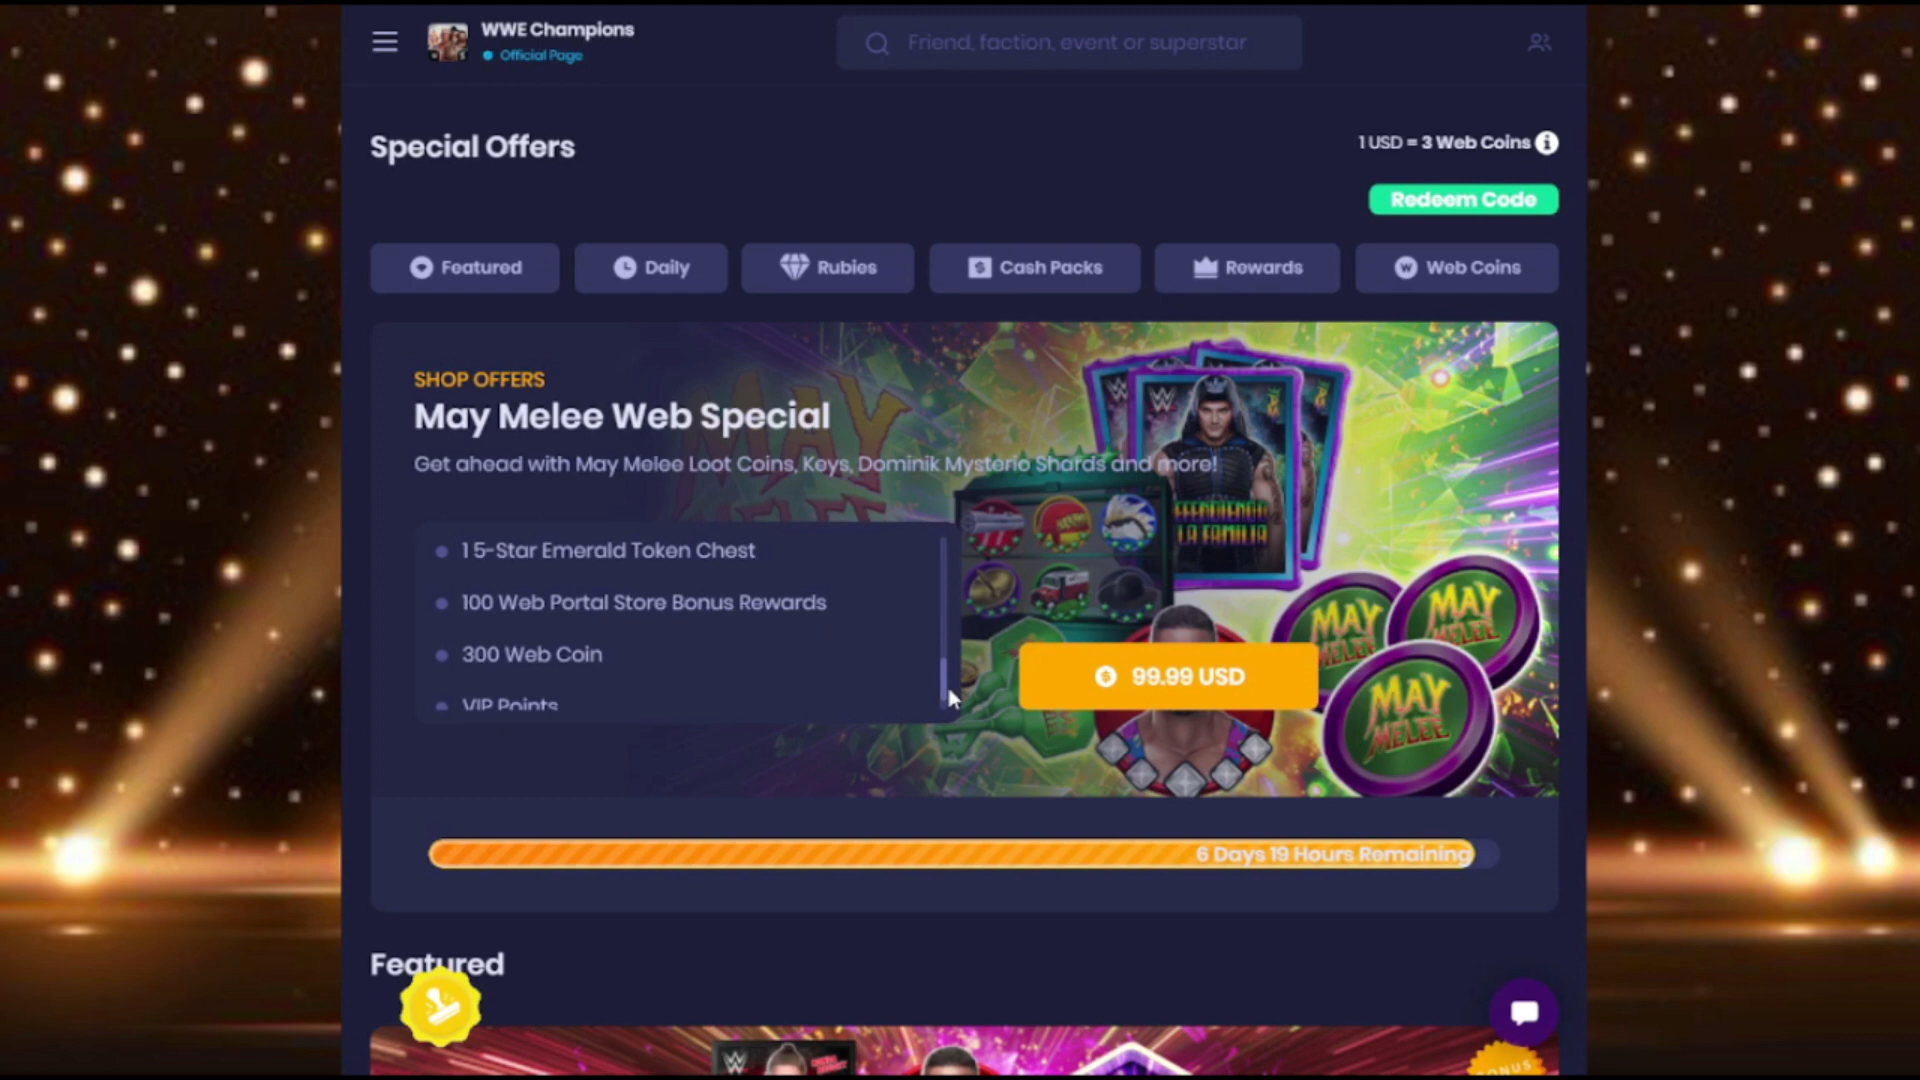 WWE Champions
Official Page
Friend, faction, event or superstar
Special Offers
1 USD = 3 Web Coins
Redeem Code
Featured
Daily
Rubies
Cash Packs
Rewards
Web Coins
SHOP OFFERS
May Melee Web Special
Get ahead with May Melee Loot Coins, Keys, Dominik Mysterio Shards and more!
MAY
MELEE
1 5-Star Emerald Token Chest
100 Web Portal Store Bonus Rewards
300 Web Coin
VIP Points
LA FAMILIA
99.99 USD
MAY
MELEE
MAY
MELEE
MAY
MELEE
6 Days 19 Hours Remaining
Featured
BONUS